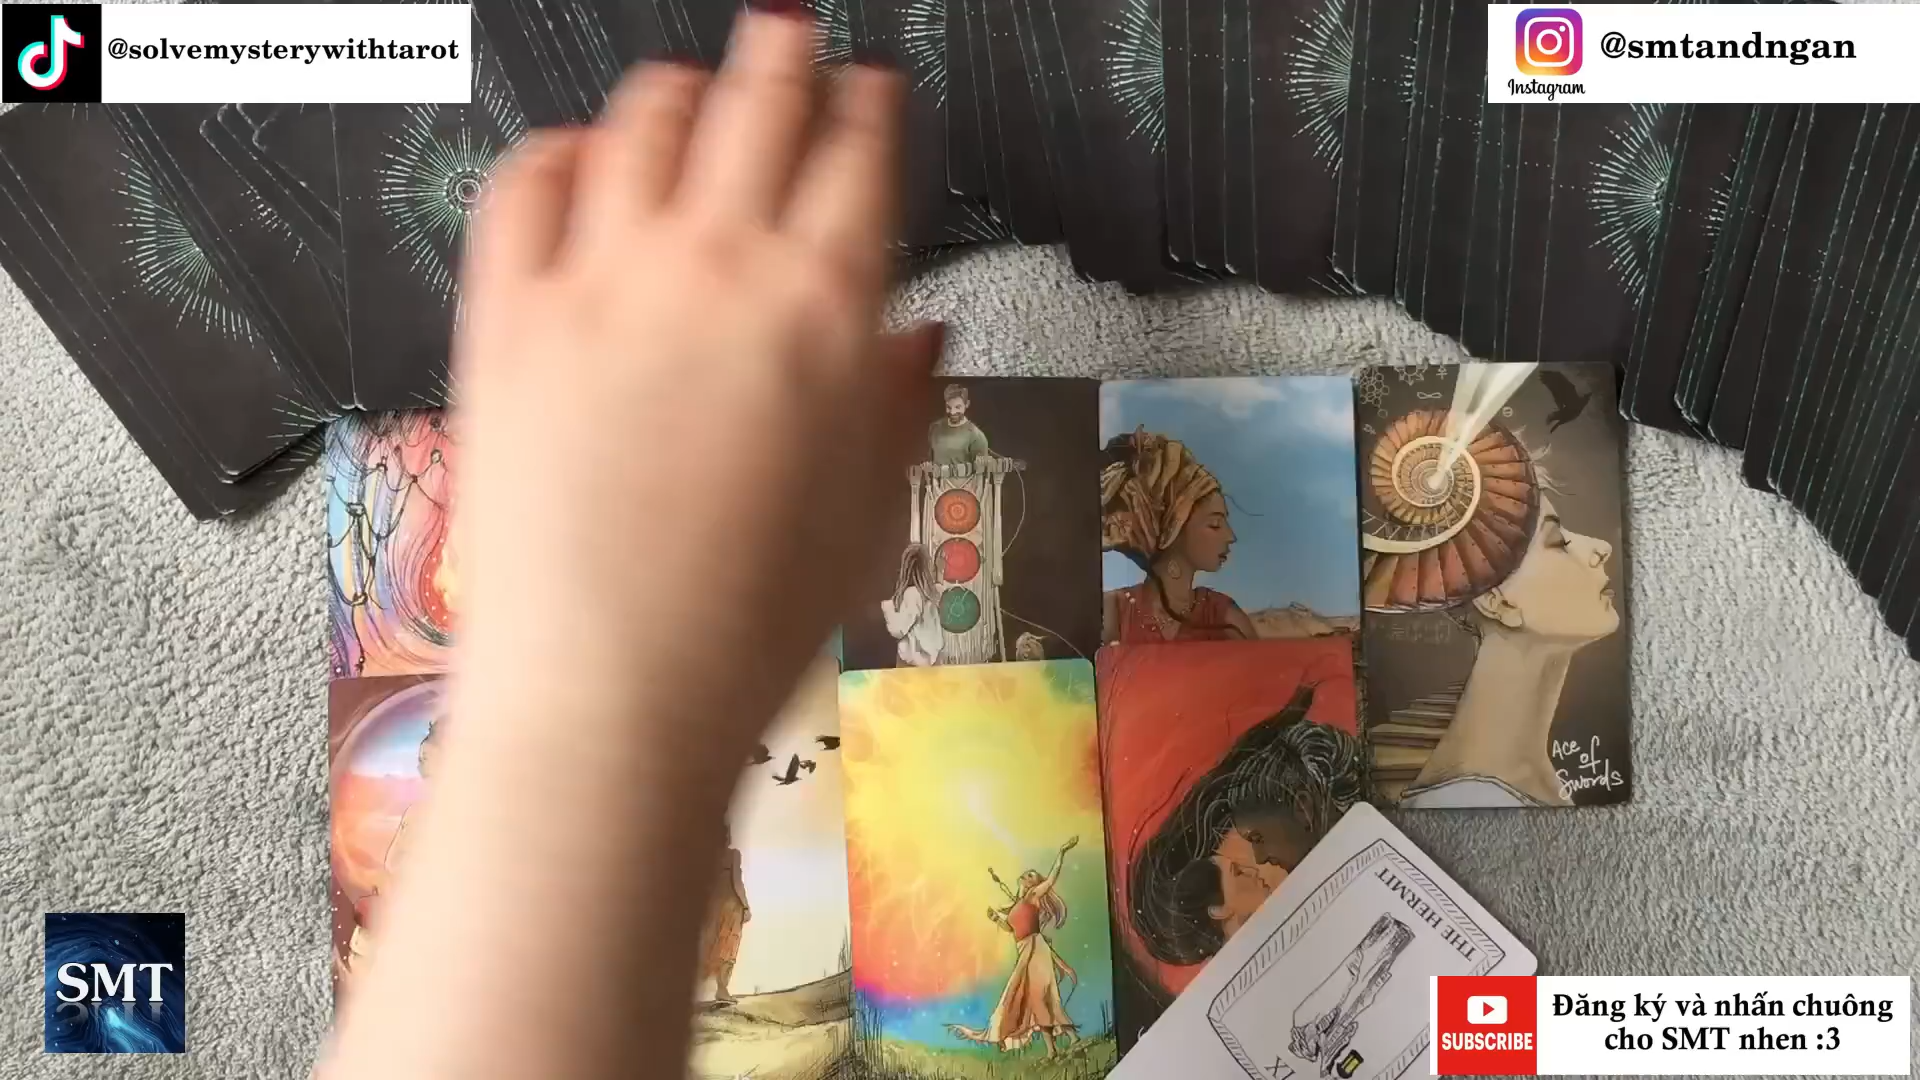 @solvemysterywithtarot
@smtandngan
Instagram
Ace
of
Swords
THE HERMIT
IX
SMT
SUBSCRIBE
Đăng ký và nhấn chuông
cho SMT nhen :3